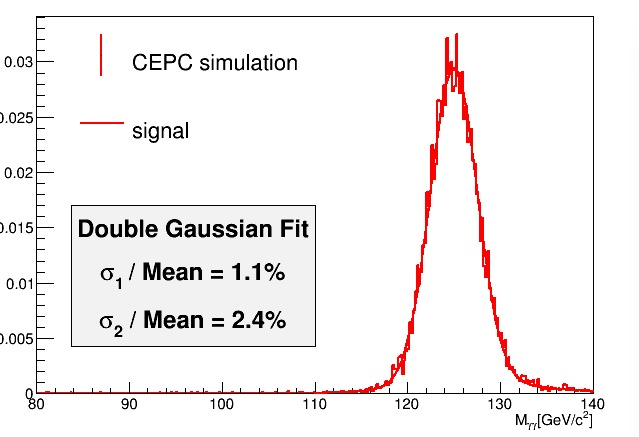 0.03
0.025
0.02
0.015
0.01
0.005
0
CEPC simulation
signal
Double Gaussian Fit
σ₁ / Mean = 1.1%
σ₂ / Mean = 2.4%
80 90 100 110 120 130 140
Mγγ[GeV/c²]